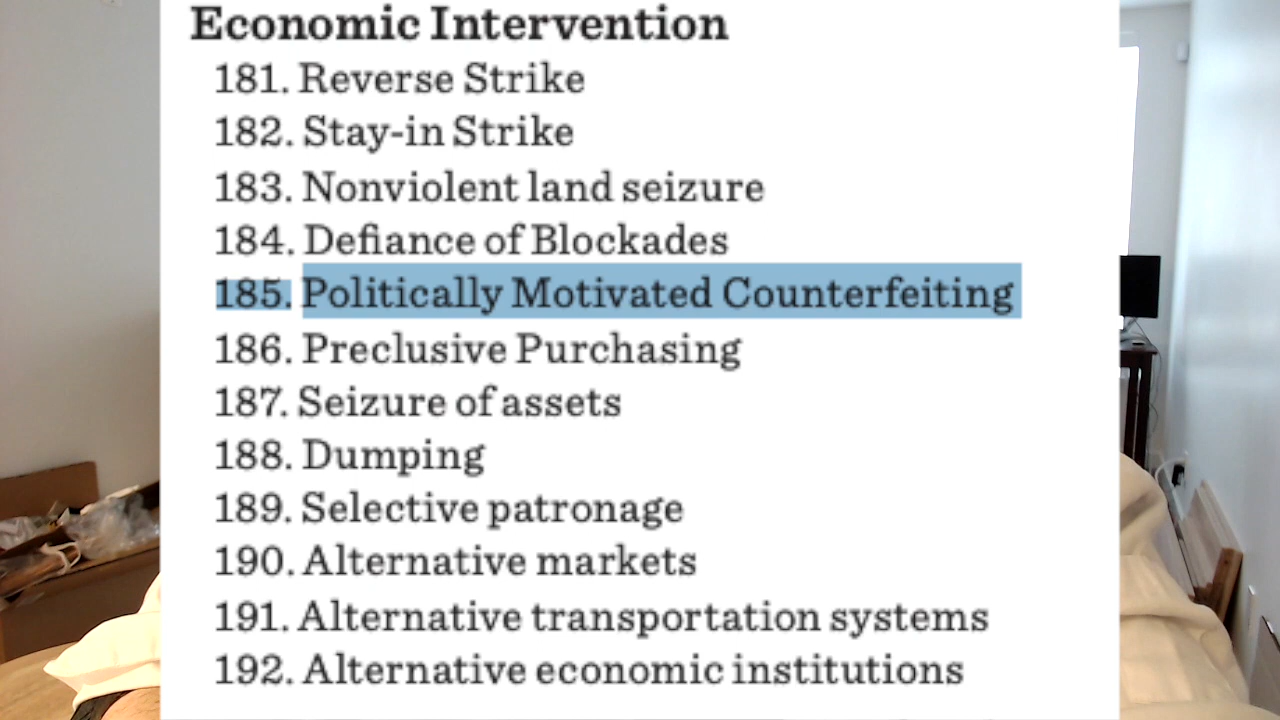 Economic Intervention
181. Reverse Strike
182. Stay-in Strike
183. Nonviolent land seizure
184. Defiance of Blockades
185. Politically Motivated Counterfeiting
186. Preclusive Purchasing
187. Seizure of assets
188. Dumping
189. Selective patronage
190. Alternative markets
191. Alternative transportation systems
192. Alternative economic institutions